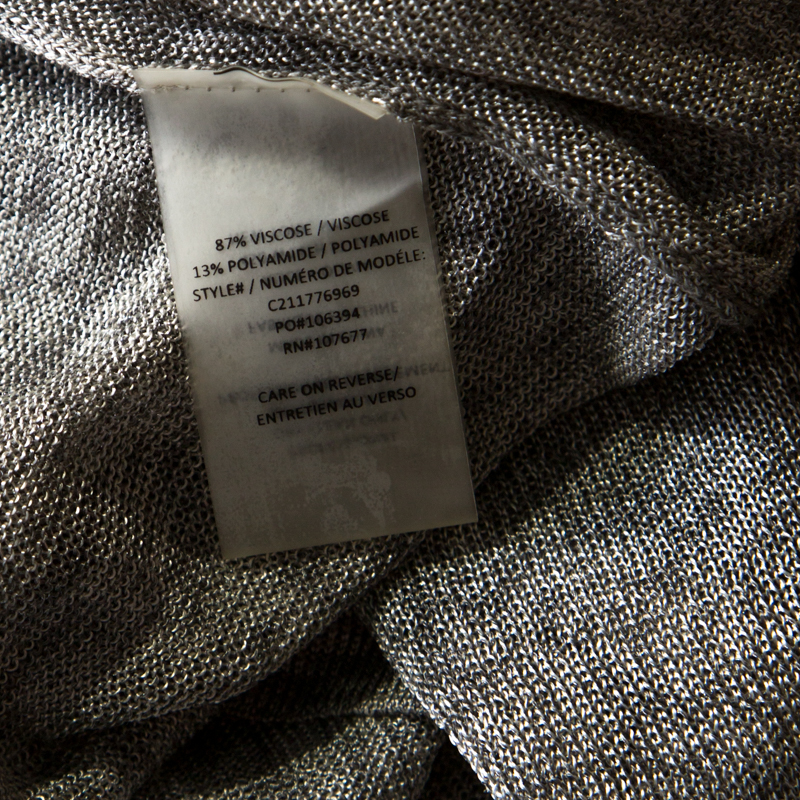 87% VISCOSE / VISCOSE
13% POLYAMIDE / POLYAMIDE
STYLE# / NUMÉRO DE MODÉLE:
C211776969
PO#106394
RN#107677
CARE ON REVERSE/
ENTRETIEN AU VERSO